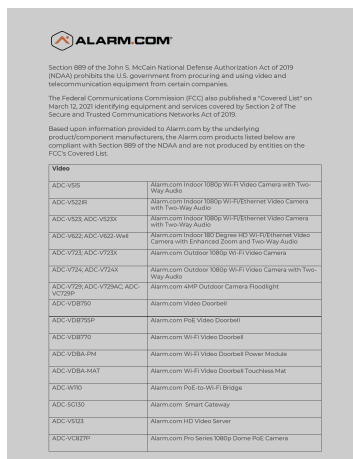 ALARM.COM®
Section 889 of the John S. McCain National Defense Authorization Act of 2019
(NDAA) prohibits the U.S. government from procuring and using video and
telecommunication equipment from certain companies.
The Federal Communications Commission (FCC) also published a "Covered List" on
March 12, 2021 identifying equipment and services covered by Section 2 of The
Secure and Trusted Communications Networks Act of 2019.
Based upon information provided to Alarm.com by the underlying
product/component manufacturers, the Alarm.com products listed below are
compliant with Section 889 of the NDAA and are not produced by entities on the
FCC's Covered List.
Video
ADC-V515 Alarm.com Indoor 1080p Wi-Fi Video Camera with Two-
Way Audio
ADC-V522IR Alarm.com Indoor 1080p Wi-Fi/Ethernet Video Camera
with Two-Way Audio
ADC-V523; ADC-V523X Alarm.com Indoor 1080p Wi-Fi/Ethernet Video Camera
with Two-Way Audio
ADC-V622; ADC-V622-Well Alarm.com Indoor 180 Degree HD Wi-Fi/Ethernet Video
Camera with Enhanced Zoom and Two-Way Audio
ADC-V723; ADC-V723X Alarm.com Outdoor 1080p Wi-Fi Video Camera
ADC-V724; ADC-V724X Alarm.com Outdoor 1080p Wi-Fi Video Camera with Two-
Way Audio
ADC-V729; ADC-V729AC; ADC- Alarm.com 4MP Outdoor Camera Floodlight
VC729P
ADC-VDB750 Alarm.com Video Doorbell
ADC-VDB755P Alarm.com PoE Video Doorbell
ADC-VDB770 Alarm.com Wi-Fi Video Doorbell
ADC-VDBA-PM Alarm.com Wi-Fi Video Doorbell Power Module
ADC-VDBA-MAT Alarm.com Wi-Fi Video Doorbell Touchless Mat
ADC-W110 Alarm.com PoE-to-Wi-Fi Bridge
ADC-SG130 Alarm.com Smart Gateway
ADC-VS123 Alarm.com HD Video Server
ADC-VC827P Alarm.com Pro Series 1080p Dome PoE Camera